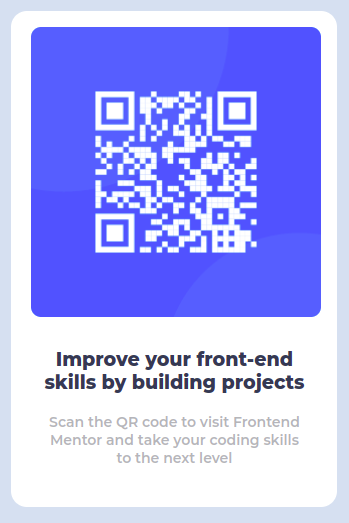 Improve your front-end
skills by building projects
Scan the QR code to visit Frontend
Mentor and take your coding skills
to the next level